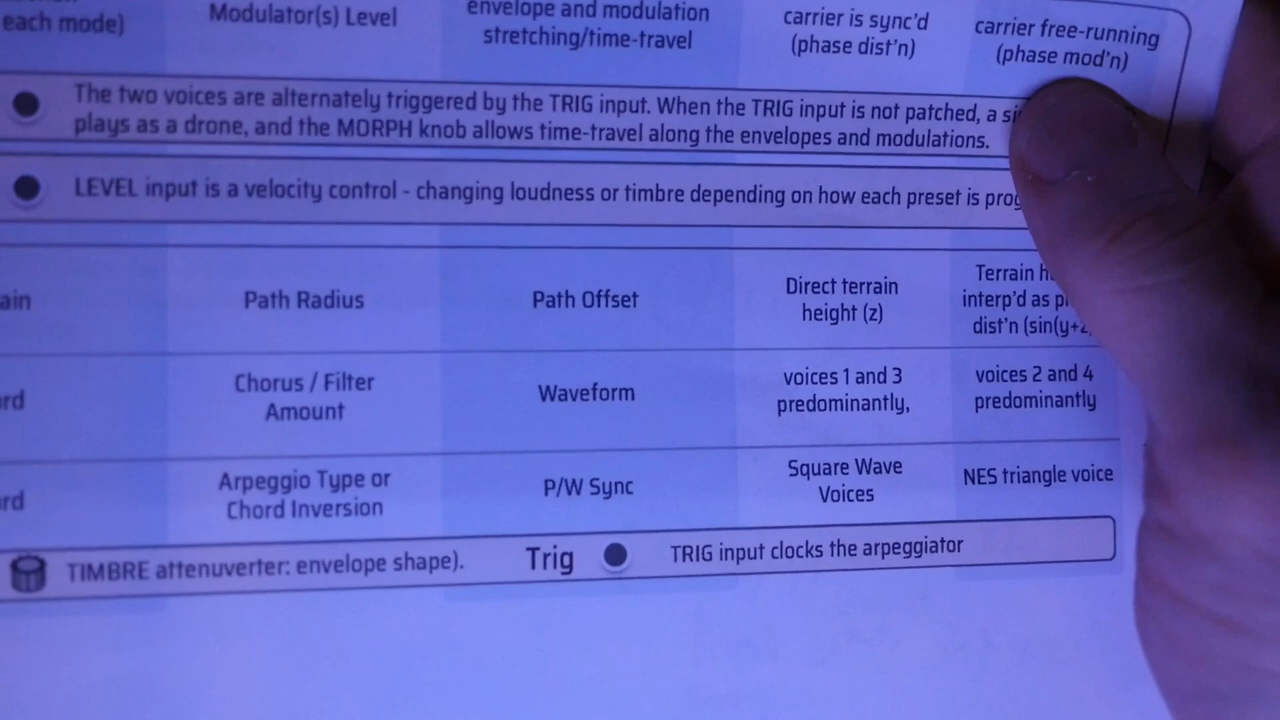 each mode)
Modulator(s) Level
envelope and modulation
stretching/time-travel
carrier is sync'd
(phase dist'n)
carrier free-running
(phase mod'n)
The two voices are alternately triggered by the TRIG input. When the TRIG input is not patched, a
plays as a drone, and the MORPH knob allows time-travel along the envelopes and modulations.
LEVEL input is a velocity control - changing loudness or timbre depending on how each preset is
Path Radius
Path Offset
Direct terrain
height (z)
Terrain
interp'd as
dist'n (sin(y+z
Chorus / Filter
Amount
Waveform
voices 1 and 3
predominantly,
voices 2 and 4
predominantly
Arpeggio Type or
Chord Inversion
P/W Sync
Square Wave
Voices
NES triangle voice
TIMBRE attenuverter: envelope shape).
Trig
TRIG input clocks the arpeggiator